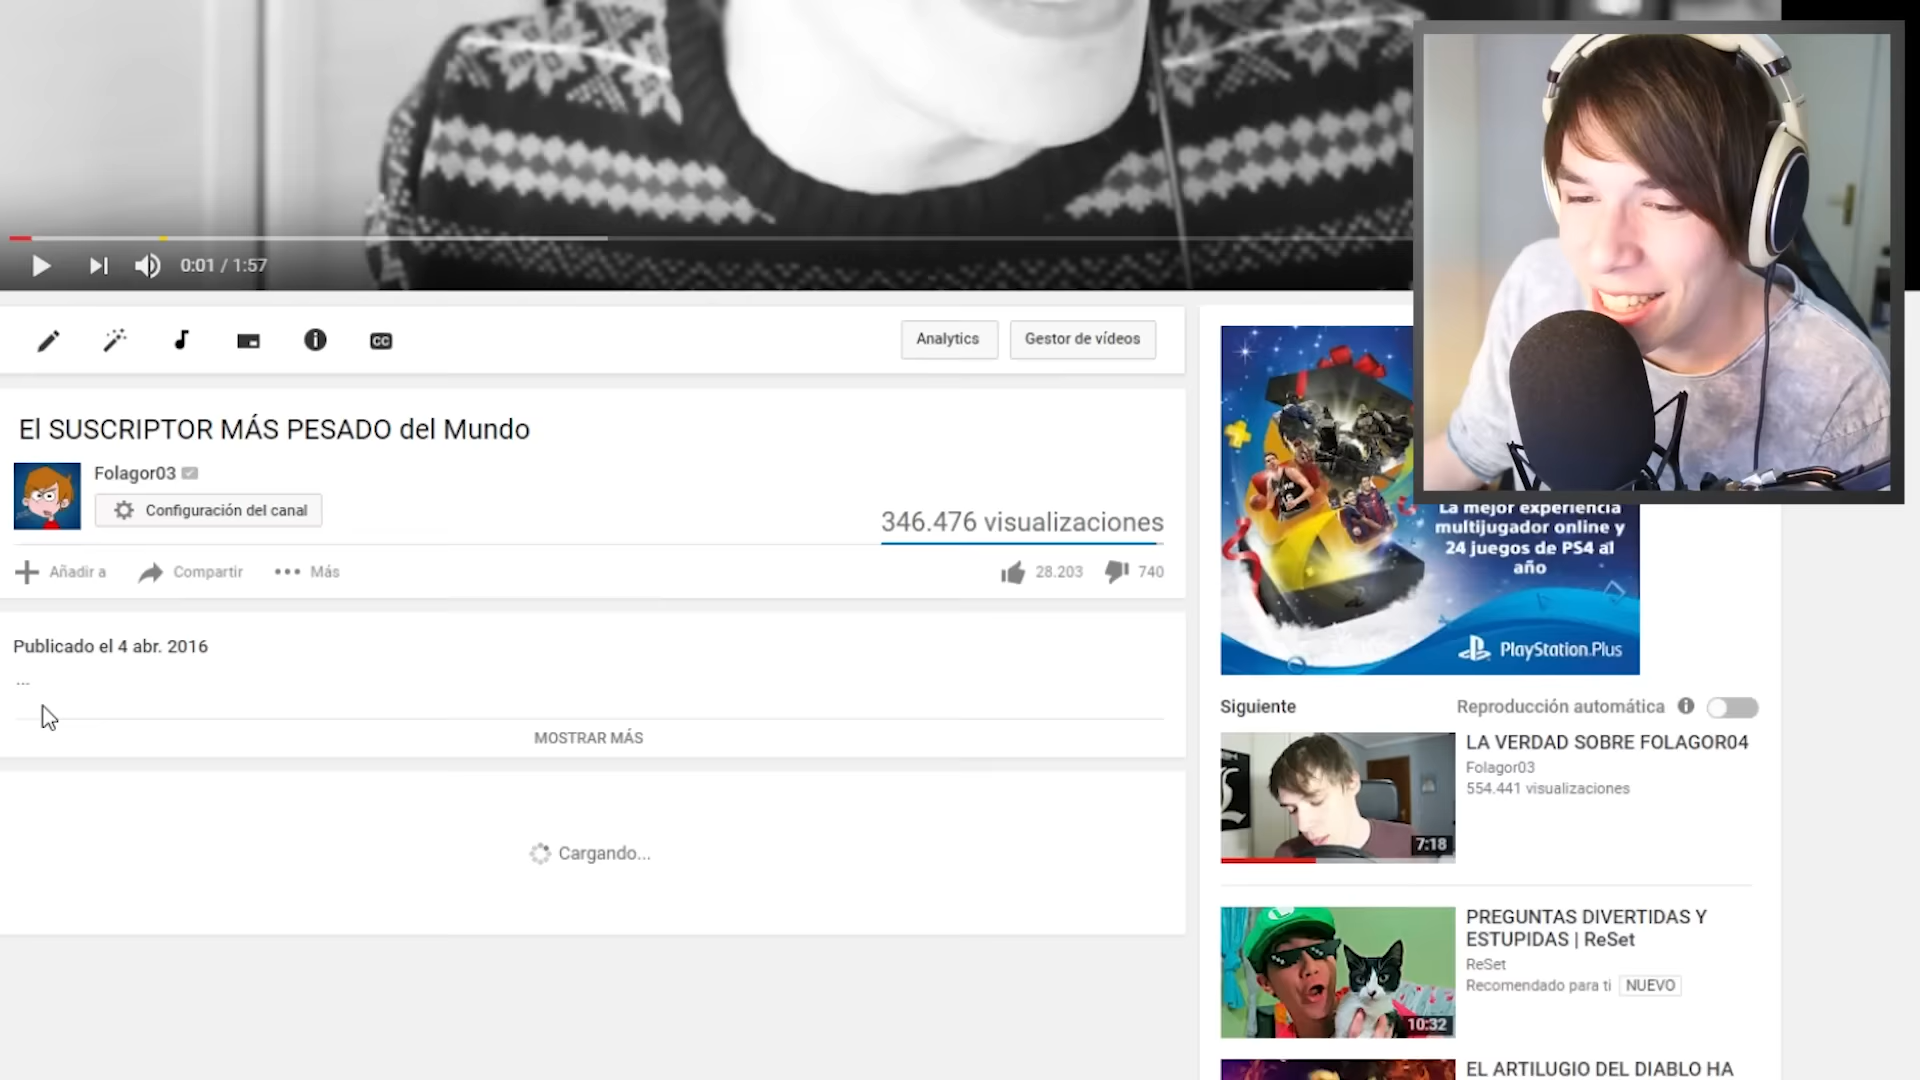 0:01 / 1:57
CC
Analytics
Gestor de vídeos
El SUSCRIPTOR MÁS PESADO del Mundo
Folagor03
Configuración del canal
346.476 visualizaciones
Añadir a
Compartir
Más
28.203
740
Publicado el 4 abr. 2016
...
MOSTRAR MÁS
Cargando...
La mejor experiencia
multijugador online y
24 juegos de PS4 al
año
PlayStation Plus
Siguiente
Reproducción automática
LA VERDAD SOBRE FOLAGOR04
Folagor03
554.441 visualizaciones
7:18
PREGUNTAS DIVERTIDAS Y
ESTUPIDAS | ReSet
ReSet
Recomendado para ti
NUEVO
10:32
EL ARTILUGIO DEL DIABLO HA